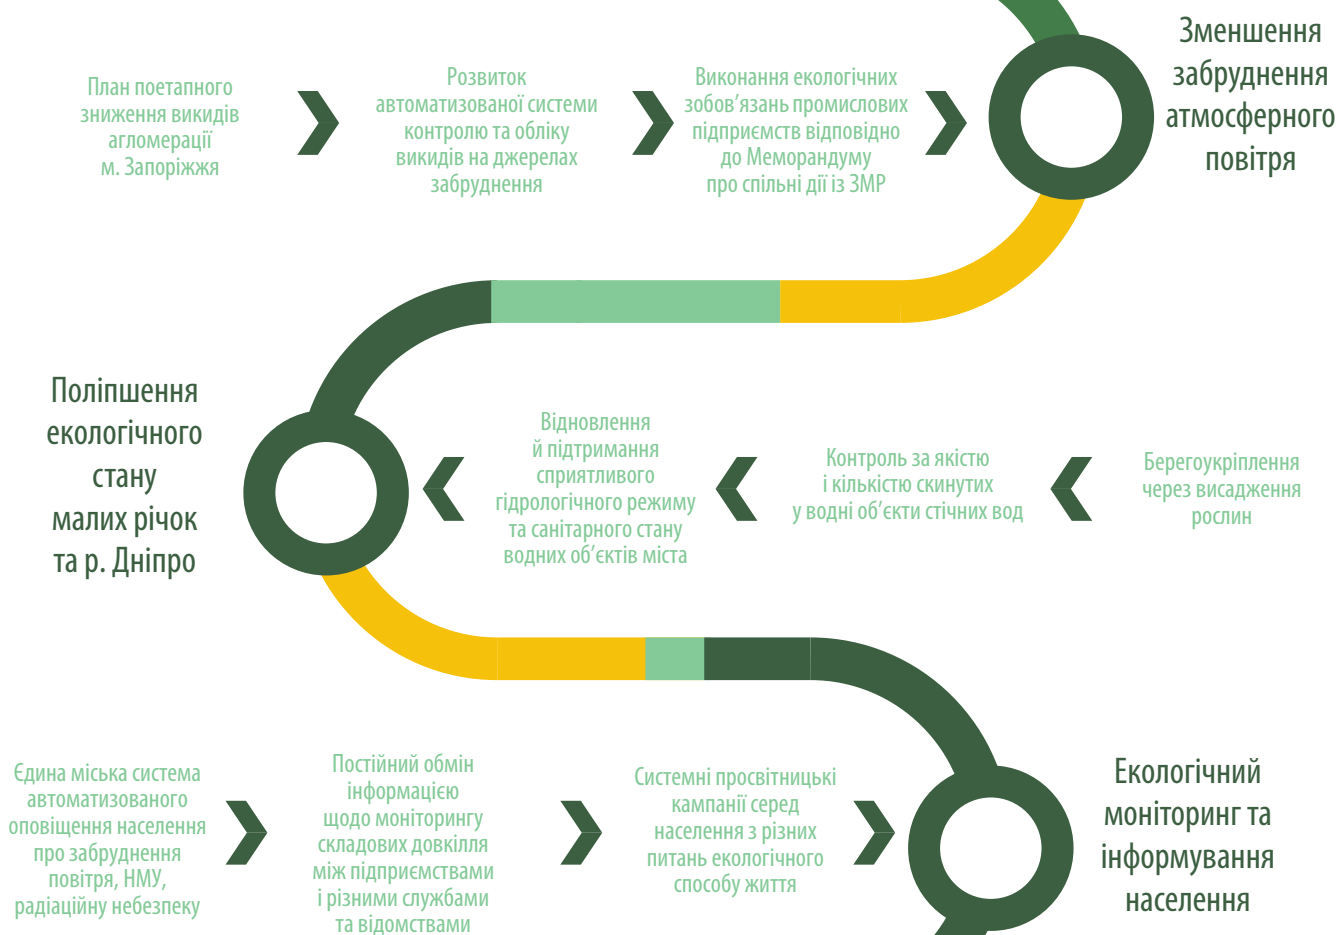 План поетапного
зниження викидів
агломерації
м. Запоріжжя
Розвиток
автоматизованої системи
контролю та обліку
викидів на джерелах
забруднення
Виконання екологічних
зобов’язань промислових
підприємств відповідно
до Меморандуму
про спільні дії із ЗМР
Зменшення
забруднення
атмосферного
повітря
Поліпшення
екологічного
стану
малих річок
та р. Дніпро
Відновлення
й підтримання
сприятливого
гідрологічного режиму
та санітарного стану
водних об’єктів міста
Контроль за якістю
і кількістю скинутих
у водні об’єкти стічних вод
Берегоукріплення
через висадження
рослин
Єдина міська система
автоматизованого
оповіщення населення
про забруднення
повітря, НМУ,
радіаційну небезпеку
Постійний обмін
інформацією
щодо моніторингу
складових довкілля
між підприємствами
і різними службами
та відомствами
Системні просвітницькі
кампанії серед
населення з різних
питань екологічного
способу життя
Екологічний
моніторинг та
інформування
населення